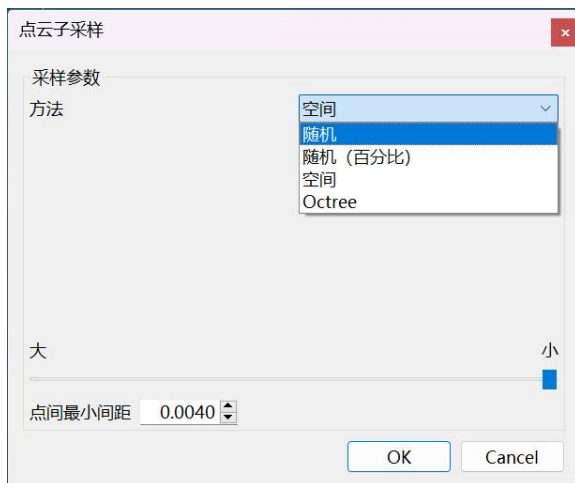 点云子采样
采样参数
方法
空间
随机
随机（百分比）
空间
Octree
大
小
点间最小间距 0.0040
OK
Cancel